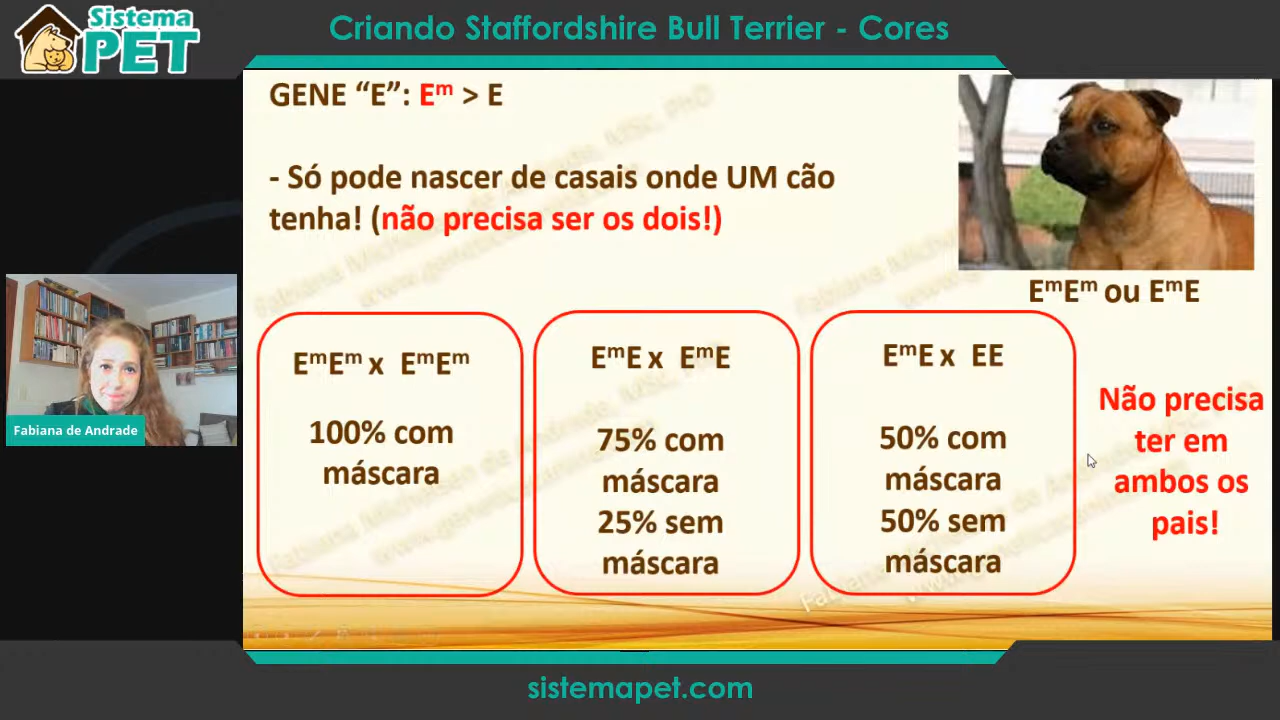 Sistema
PET
Criando Staffordshire Bull Terrier - Cores
GENE “E”: Eᵐ > E
- Só pode nascer de casais onde UM cão
tenha! (não precisa ser os dois!)
EᵐEᵐ ou EᵐE
EᵐEᵐ x EᵐEᵐ
100% com
máscara
EᵐE x EᵐE
75% com
máscara
25% sem
máscara
EᵐE x EE
50% com
máscara
50% sem
máscara
Não precisa
ter em
ambos os
pais!
Fabiana de Andrade
sistemapet.com